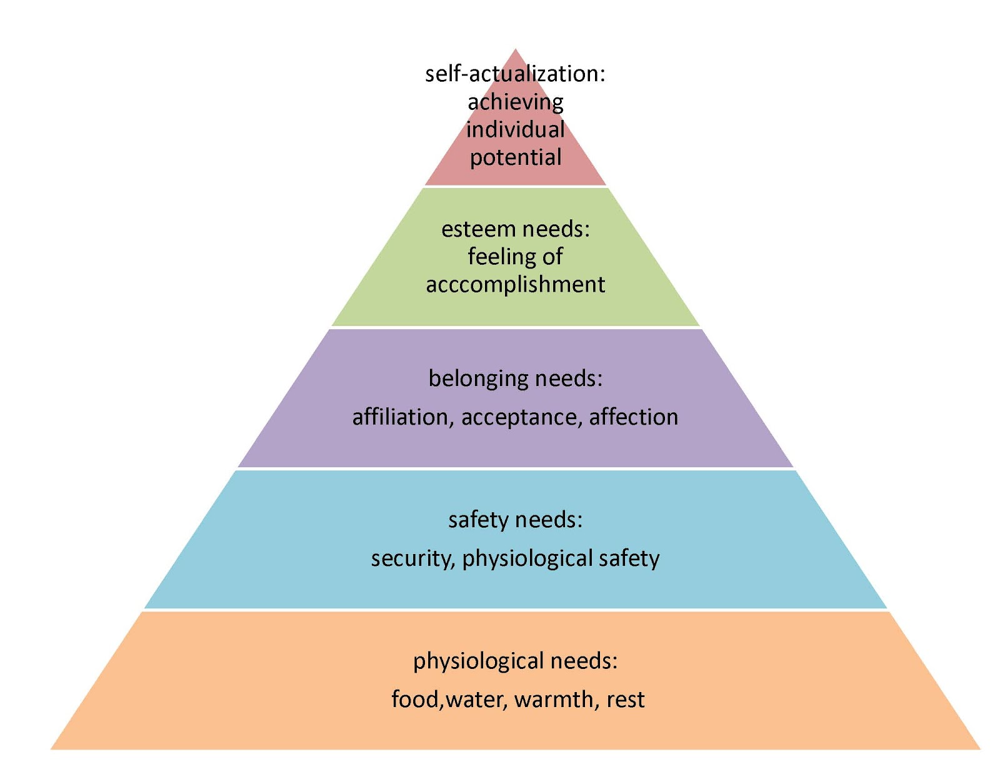 self-actualization:
achieving
individual
potential
esteem needs:
feeling of
acccomplishment
belonging needs:
affiliation, acceptance, affection
safety needs:
security, physiological safety
physiological needs:
food,water, warmth, rest